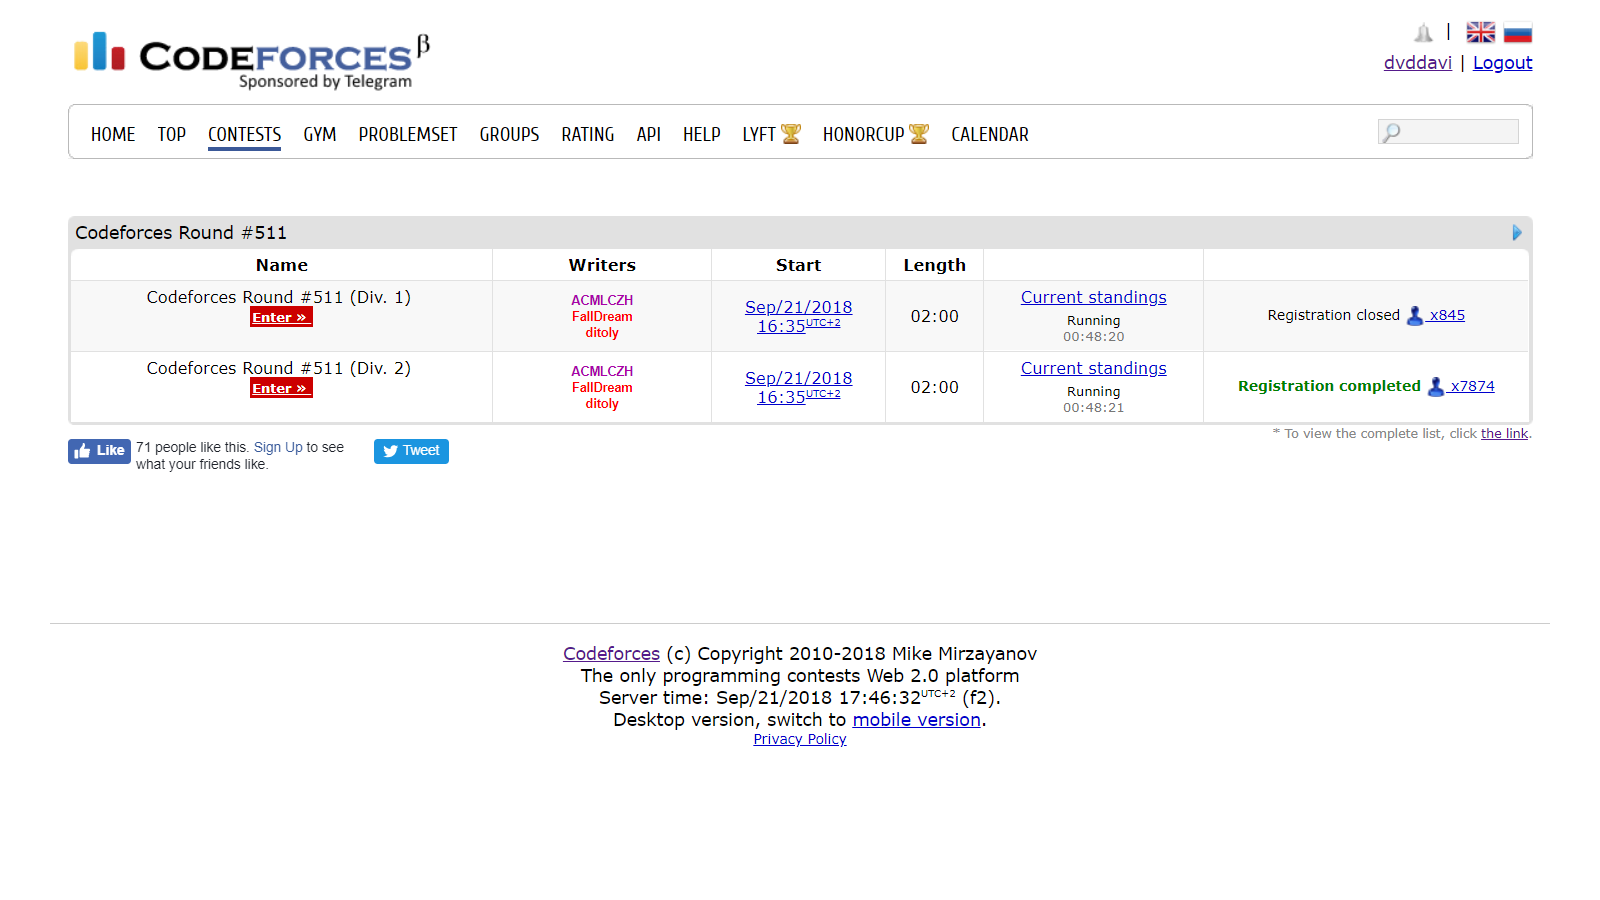 CODEFORCES β
Sponsored by Telegram
|
dvddavi | Logout
HOME TOP CONTESTS GYM PROBLEMSET GROUPS RATING API HELP LYFT HONORCUP CALENDAR
Codeforces Round #511
Name Writers Start Length
Codeforces Round #511 (Div. 1)
Enter »
ACMLCZH
FallDream
ditoly
Sep/21/2018
16:35 UTC+2
02:00
Current standings
Running
00:48:20
Registration closed x845
Codeforces Round #511 (Div. 2)
Enter »
ACMLCZH
FallDream
ditoly
Sep/21/2018
16:35 UTC+2
02:00
Current standings
Running
00:48:21
Registration completed x7874
* To view the complete list, click the link.
Like 71 people like this. Sign Up to see
what your friends like.
Tweet
Codeforces (c) Copyright 2010-2018 Mike Mirzayanov
The only programming contests Web 2.0 platform
Server time: Sep/21/2018 17:46:32 UTC+2 (f2).
Desktop version, switch to mobile version.
Privacy Policy